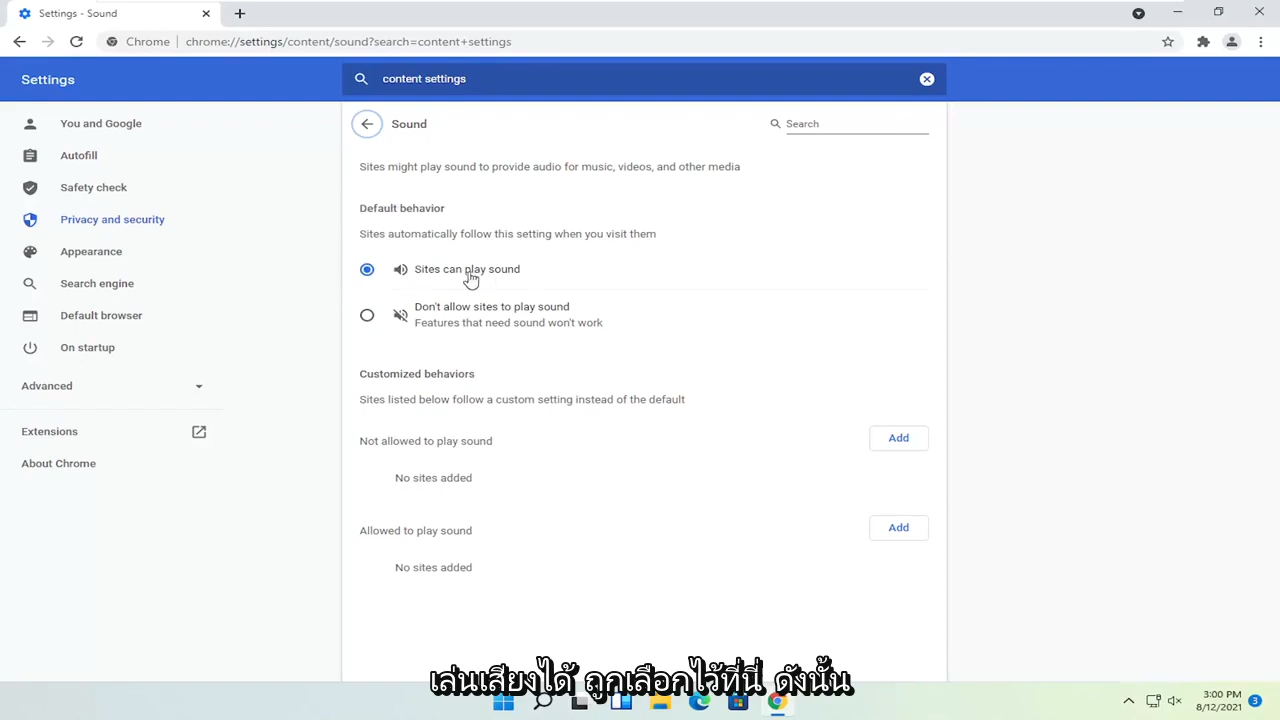 Settings - Sound
Chrome
chrome://settings/content/sound?search=content+settings
Settings
content settings
You and Google
Autofill
Safety check
Privacy and security
Appearance
Search engine
Default browser
On startup
Advanced
Extensions
About Chrome
Sound
Search
Sites might play sound to provide audio for music, videos, and other media
Default behavior
Sites automatically follow this setting when you visit them
Sites can play sound
Don't allow sites to play sound
Features that need sound won't work
Customized behaviors
Sites listed below follow a custom setting instead of the default
Not allowed to play sound
Add
No sites added
Allowed to play sound
Add
No sites added
เล่นเสียงได้ ถูกเลือกไว้ที่นี่ ดังนั้น
3:00 PM
8/12/2021
3